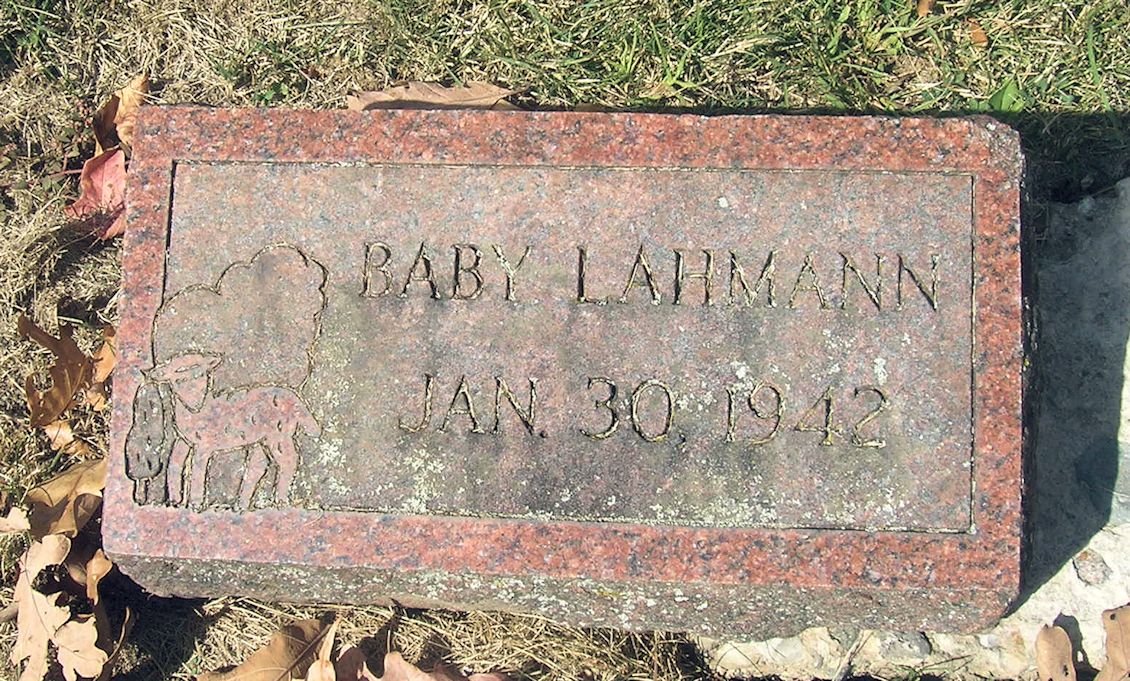 BABY LAHMANN
JAN. 30, 1942